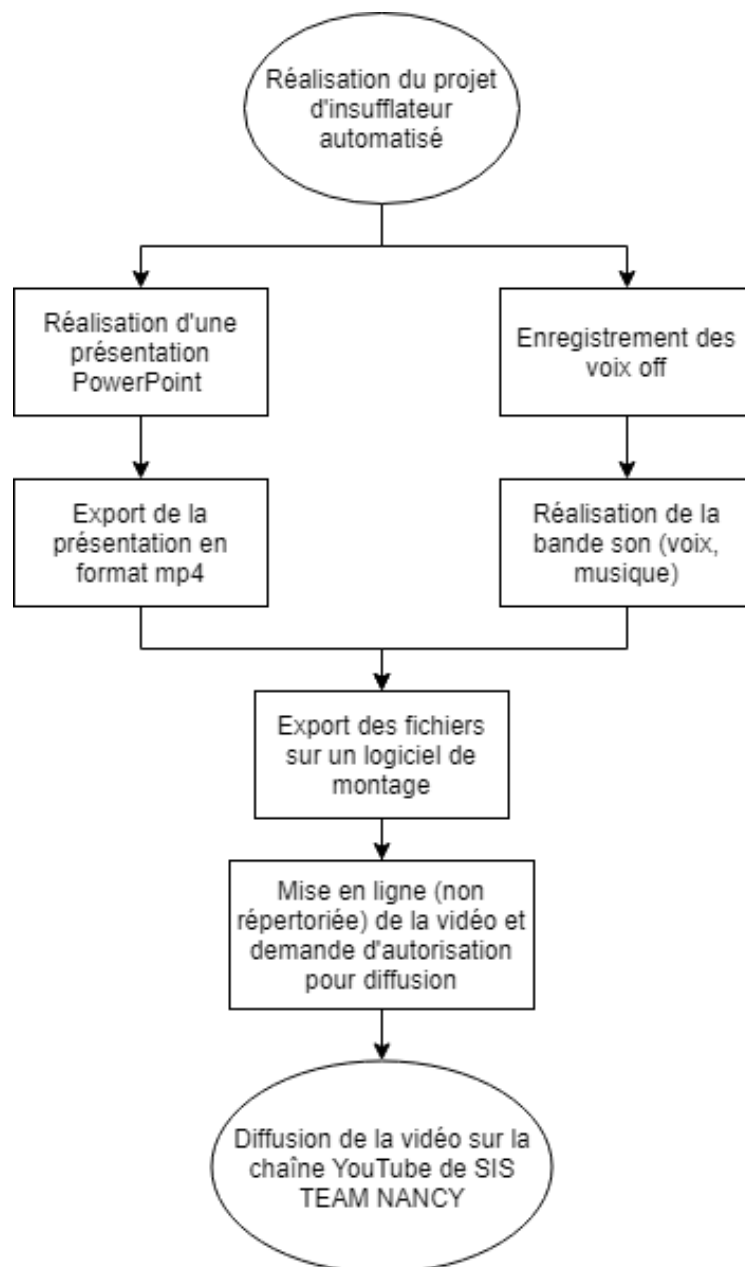 Réalisation du projet
d'insufflateur
automatisé
Réalisation d'une
présentation
PowerPoint
Enregistrement des
voix off
Export de la
présentation en
format mp4
Réalisation de la
bande son (voix,
musique)
Export des fichiers
sur un logiciel de
montage
Mise en ligne (non
répertoriée) de la vidéo et
demande d'autorisation
pour diffusion
Diffusion de la vidéo sur la
chaîne YouTube de SIS
TEAM NANCY